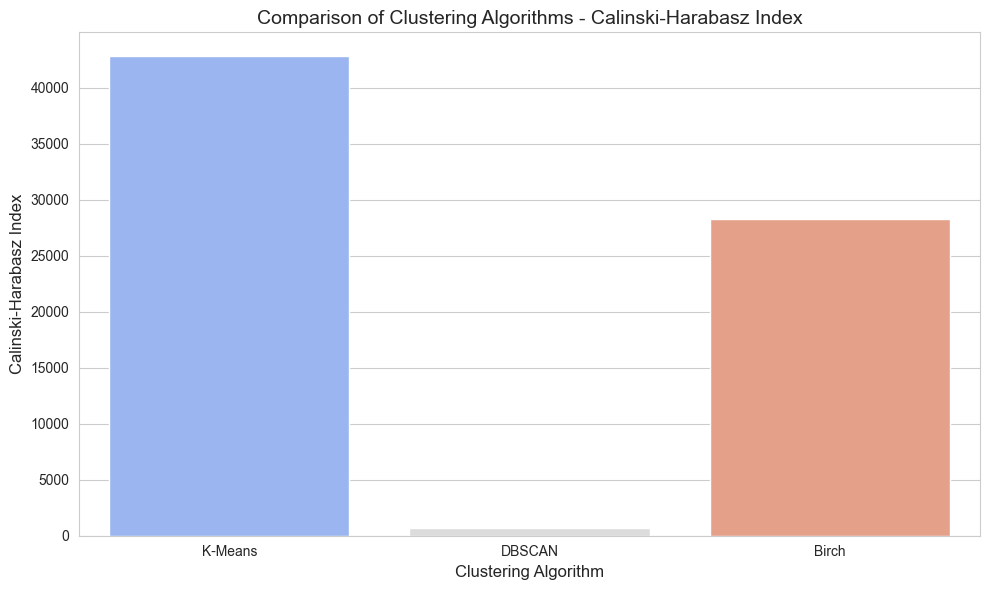 Comparison of Clustering Algorithms - Calinski-Harabasz Index
Calinski-Harabasz Index
40000
35000
30000
25000
20000
15000
10000
5000
0
K-Means
DBSCAN
Birch
Clustering Algorithm